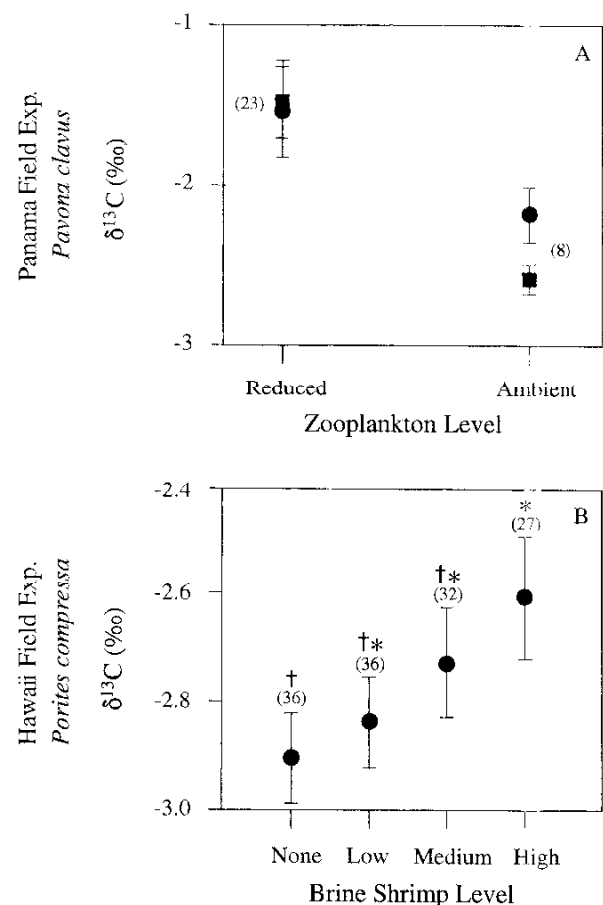 Panama Field Exp.
Pavona clavus
δ¹³C (‰)
-1
-2
-3
A
(23)
(8)
Reduced
Ambient
Zooplankton Level
Hawaii Field Exp.
Porites compressa
δ¹³C (‰)
-2.4
-2.6
-2.8
-3.0
B
†
(36)
†*
(36)
†*
(32)
*
(27)
None Low Medium High
Brine Shrimp Level